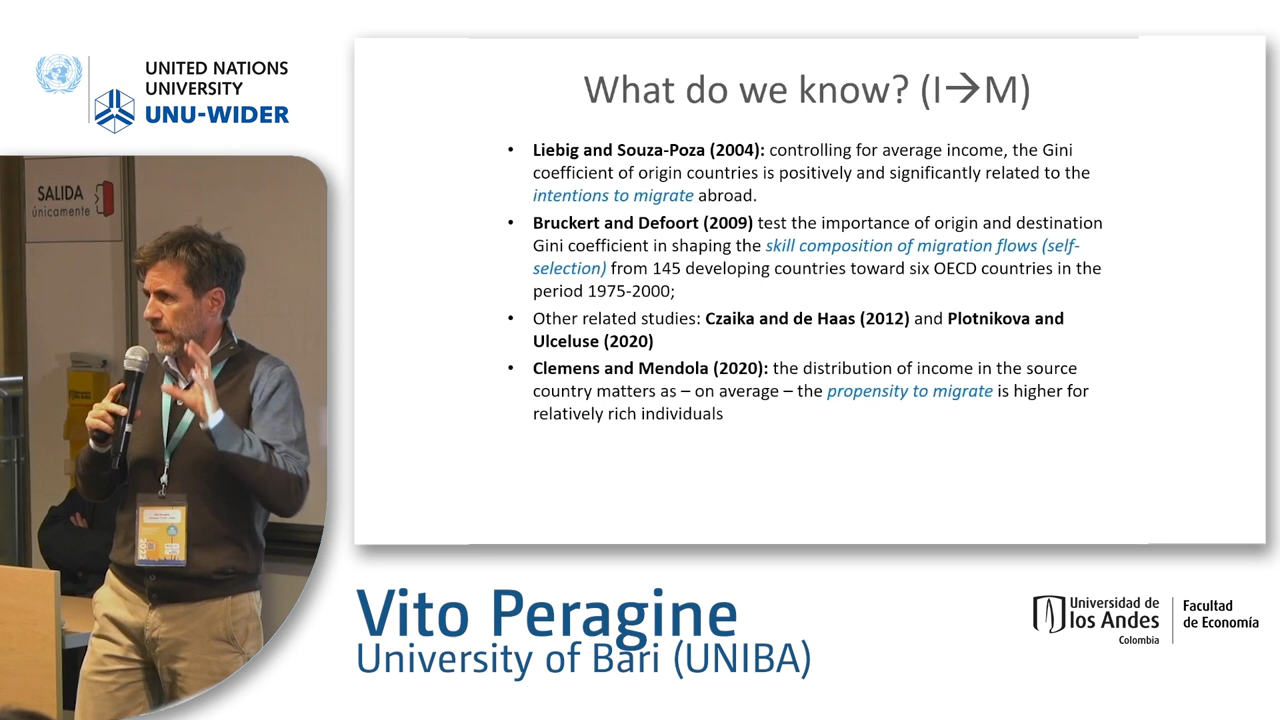 UNITED NATIONS
UNIVERSITY
UNU-WIDER
SALIDA
únicamente
2022
What do we know? (I→M)
• Liebig and Souza-Poza (2004): controlling for average income, the Gini
coefficient of origin countries is positively and significantly related to the
intentions to migrate abroad.
• Bruckert and Defoort (2009) test the importance of origin and destination
Gini coefficient in shaping the skill composition of migration flows (self-
selection) from 145 developing countries toward six OECD countries in the
period 1975-2000;
• Other related studies: Czaika and de Haas (2012) and Plotnikova and
Ulceluse (2020)
• Clemens and Mendola (2020): the distribution of income in the source
country matters as – on average – the propensity to migrate is higher for
relatively rich individuals
Vito Peragine
University of Bari (UNIBA)
Universidad de
los Andes
Colombia
Facultad
de Economía